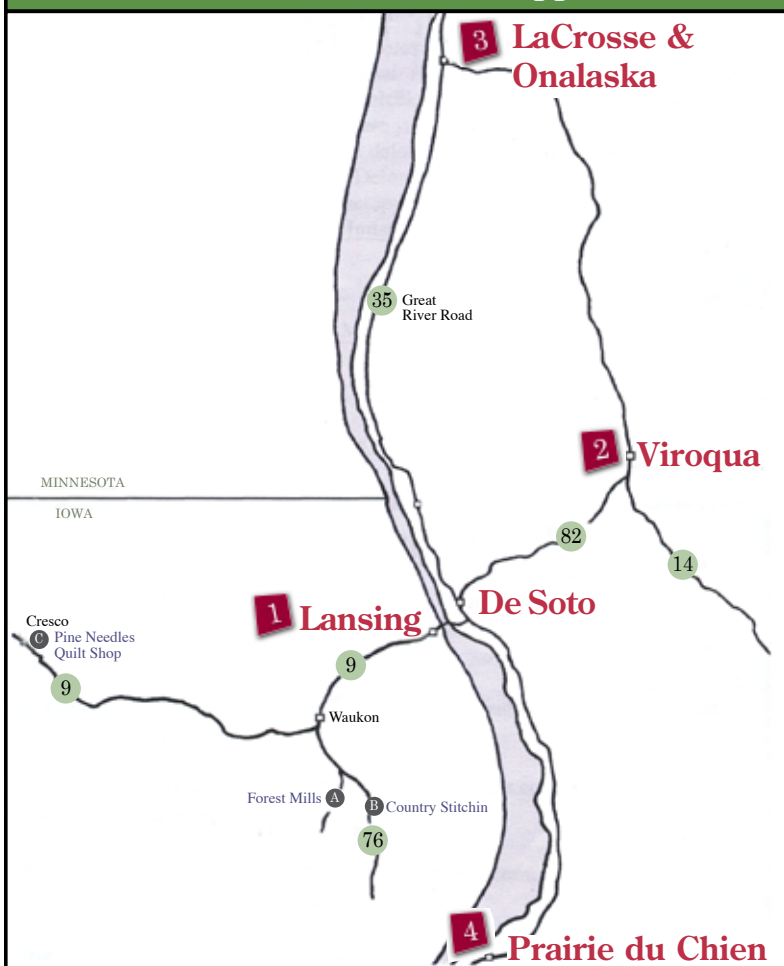 3
LaCrosse &
Onalaska
35
Great
River Road
2
Viroqua
MINNESOTA
IOWA
82
14
De Soto
1
Lansing
Cresco
C
Pine Needles
Quilt Shop
9
9
Waukon
Forest Mills
A
B
Country Stitchin
76
4
Prairie du Chien